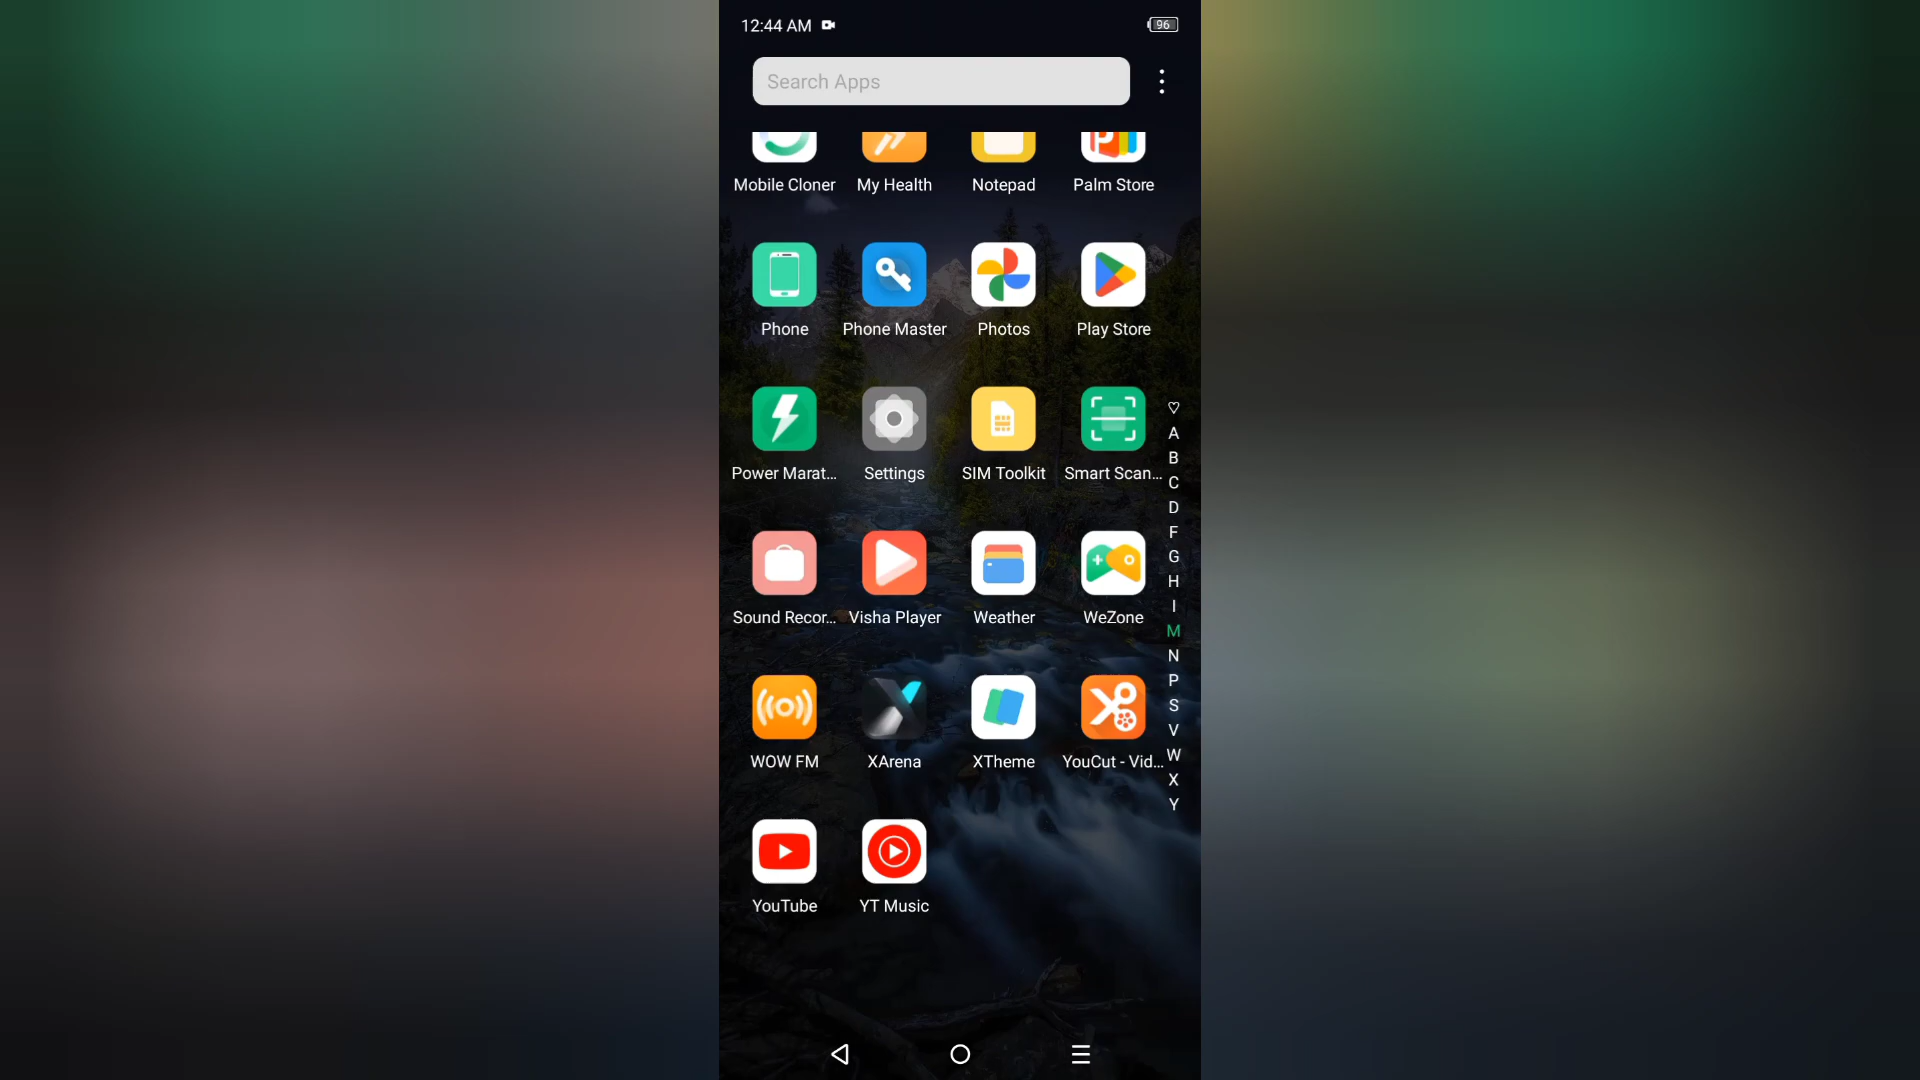 12:44 AM
96
Search Apps
Mobile Cloner My Health Notepad Palm Store
Phone Phone Master Photos Play Store
Power Marat... Settings SIM Toolkit Smart Scan...
Sound Recor... Visha Player Weather WeZone
WOW FM XArena XTheme YouCut - Vid...
YouTube YT Music
A
B
C
D
F
G
H
I
M
N
P
S
V
W
X
Y